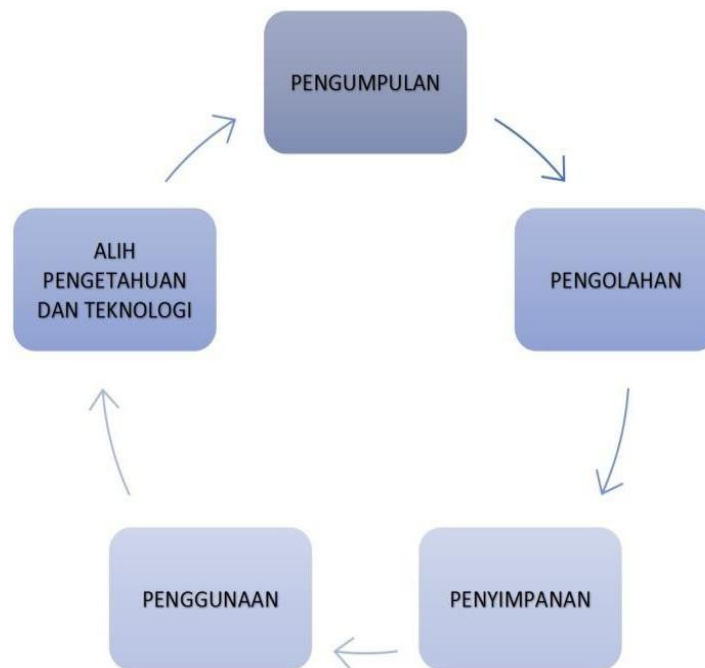 PENGUMPULAN
PENGOLAHAN
PENYIMPANAN
PENGGUNAAN
ALIH
PENGETAHUAN
DAN TEKNOLOGI